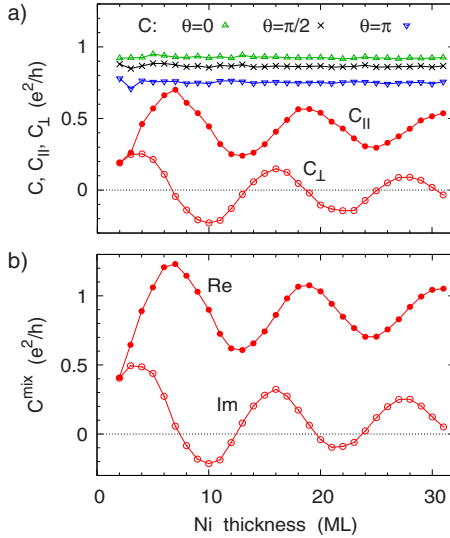 a)
C: θ=0 θ=π/2 θ=π
C, C|| , C⊥ (e²/h)
1
0.5
0
C||
C⊥
b)
C^mix (e²/h)
1
0.5
0
Re
Im
0 10 20 30
Ni thickness (ML)